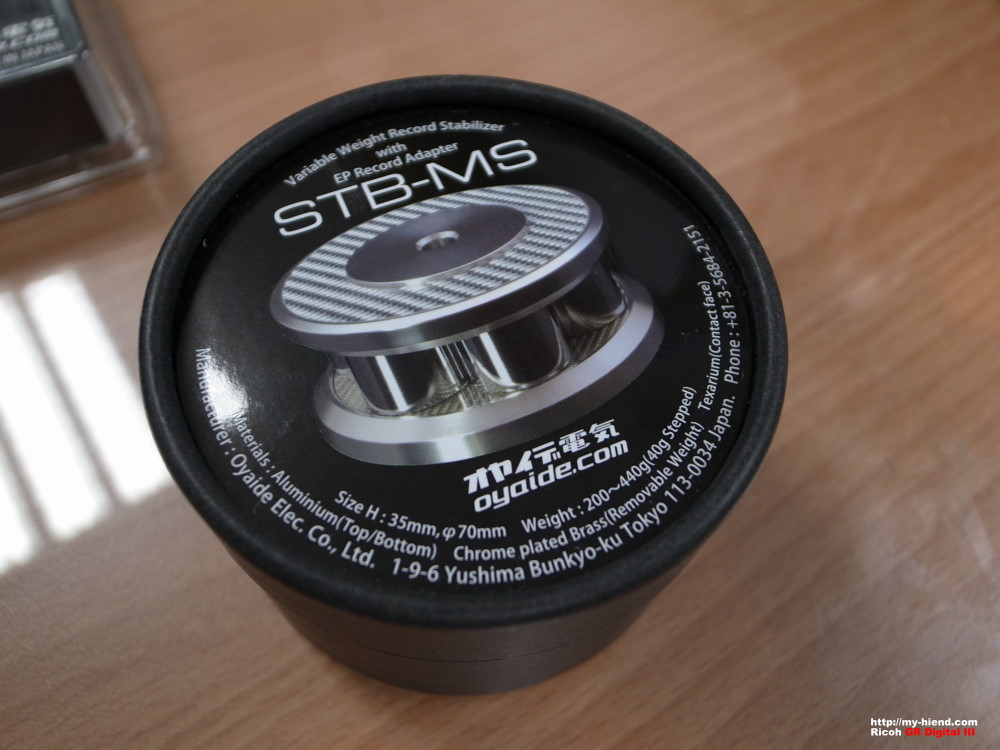 Variable Weight Record Stabilizer
with
EP Record Adapter
STB-MS
オヤイデ電気
oyaide.com
Size H : 35mm, φ70mm Weight : 200～440g(40g Stepped)
Materials : Aluminium(Top/Bottom) Chrome plated Brass(Removable Weight) Texarium(Contact face)
Manufacturer : Oyaide Elec. Co., Ltd. 1-9-6 Yushima Bunkyo-ku Tokyo 113-0034 Japan. Phone : +81-3-5684-2151
http://my-hiend.com
Ricoh GR Digital III